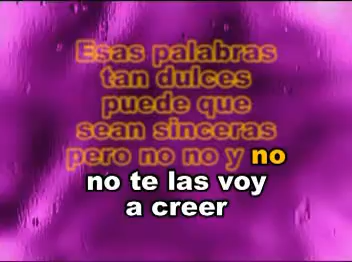 Esas palabras
tan dulces
puede que
sean sinceras
pero no no y no
no te las voy
a creer